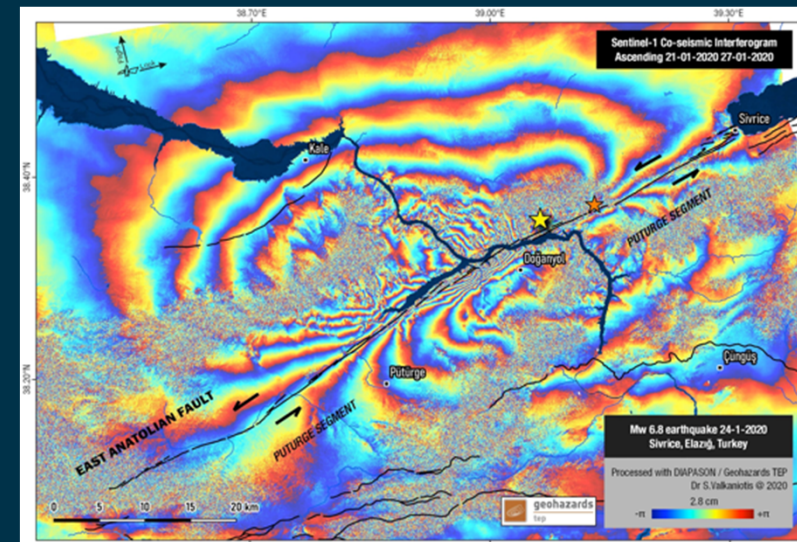 38.70°E
39.00°E
39.30°E
Sentinel-1 Co-seismic Interferogram
Ascending 21-01-2020 27-01-2020
Flight
Look
Sivrice
Kale
38.40°N
PUTURGE SEGMENT
Doğanyol
Çüngüş
38.20°N
Pütürge
EAST ANATOLIAN FAULT
PUTURGE SEGMENT
Mw 6.8 earthquake 24-1-2020
Sivrice, Elazığ, Turkey
Processed with DIAPASON / Geohazards TEP
Dr S.Valkaniotis @ 2020
2.8 cm
-π +π
geohazards
tep
0 5 10 15 20 km